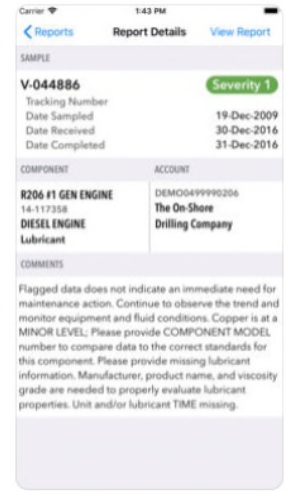 Carrier 1:43 PM
Reports Report Details View Report
SAMPLE
V-044886 Severity 1
Tracking Number
Date Sampled 19-Dec-2009
Date Received 30-Dec-2016
Date Completed 31-Dec-2016
COMPONENT ACCOUNT
R206 #1 GEN ENGINE DEMO0499990206
14-117358 The On-Shore
DIESEL ENGINE Drilling Company
Lubricant
COMMENTS
Flagged data does not indicate an immediate need for
maintenance action. Continue to observe the trend and
monitor equipment and fluid conditions. Copper is at a
MINOR LEVEL; Please provide COMPONENT MODEL
number to compare data to the correct standards for
this component. Please provide missing lubricant
information. Manufacturer, product name, and viscosity
grade are needed to properly evaluate lubricant
properties. Unit and/or lubricant TIME missing.